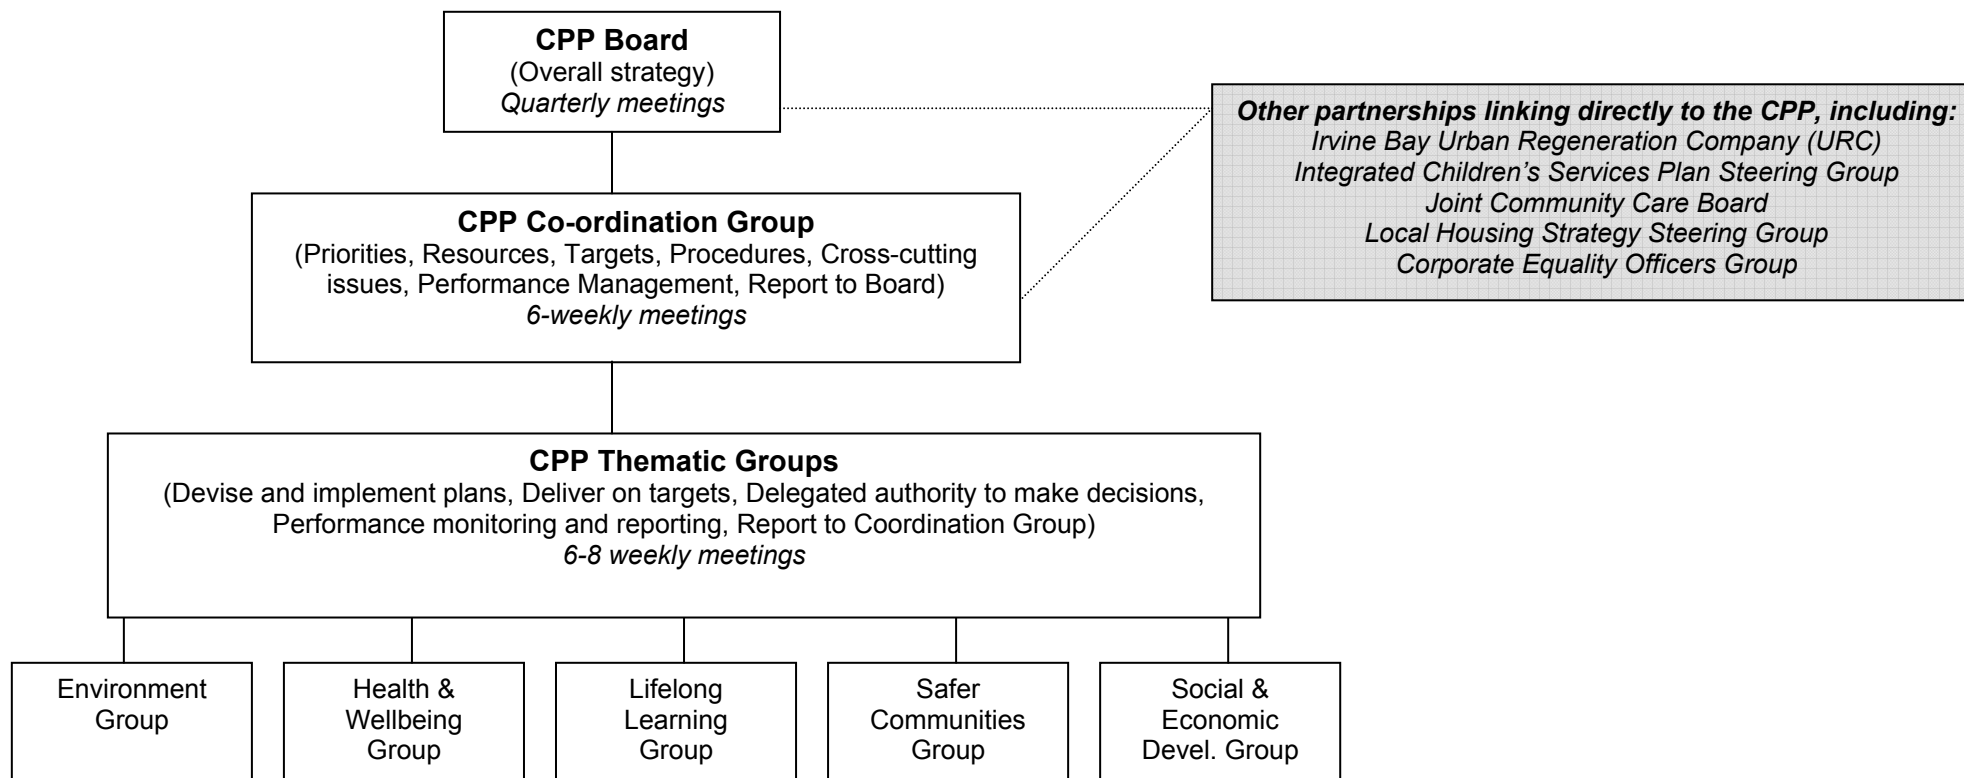 CPP Board
(Overall strategy)
Quarterly meetings
Other partnerships linking directly to the CPP, including:
Irvine Bay Urban Regeneration Company (URC)
Integrated Children’s Services Plan Steering Group
Joint Community Care Board
Local Housing Strategy Steering Group
Corporate Equality Officers Group
CPP Co-ordination Group
(Priorities, Resources, Targets, Procedures, Cross-cutting
issues, Performance Management, Report to Board)
6-weekly meetings
CPP Thematic Groups
(Devise and implement plans, Deliver on targets, Delegated authority to make decisions,
Performance monitoring and reporting, Report to Coordination Group)
6-8 weekly meetings
Environment
Group
Health &
Wellbeing
Group
Lifelong
Learning
Group
Safer
Communities
Group
Social &
Economic
Devel. Group